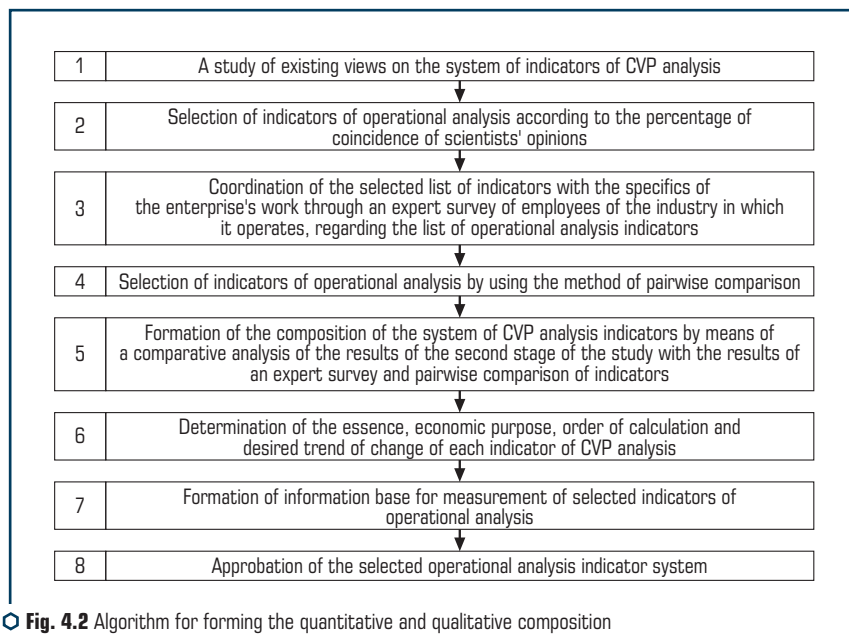 1 A study of existing views on the system of indicators of CVP analysis
2 Selection of indicators of operational analysis according to the percentage of
coincidence of scientists' opinions
3 Coordination of the selected list of indicators with the specifics of
the enterprise's work through an expert survey of employees of the industry in which
it operates, regarding the list of operational analysis indicators
4 Selection of indicators of operational analysis by using the method of pairwise comparison
5 Formation of the composition of the system of CVP analysis indicators by means of
a comparative analysis of the results of the second stage of the study with the results of
an expert survey and pairwise comparison of indicators
6 Determination of the essence, economic purpose, order of calculation and
desired trend of change of each indicator of CVP analysis
7 Formation of information base for measurement of selected indicators of
operational analysis
8 Approbation of the selected operational analysis indicator system
Fig. 4.2 Algorithm for forming the quantitative and qualitative composition